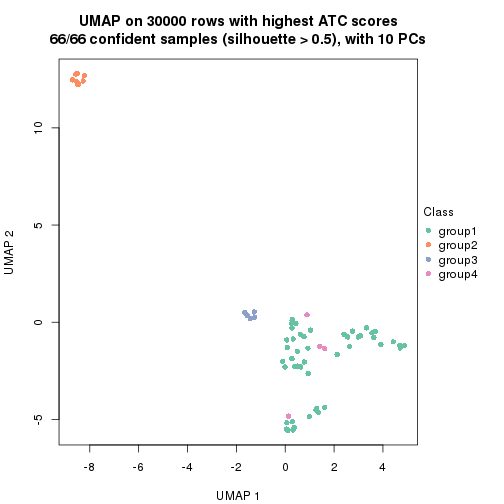 UMAP on 30000 rows with highest ATC scores
66/66 confident samples (silhouette > 0.5), with 10 PCs
UMAP 2
10
5
0
-5
-8
-6
-4
-2
0
2
4
UMAP 1
Class
group1
group2
group3
group4